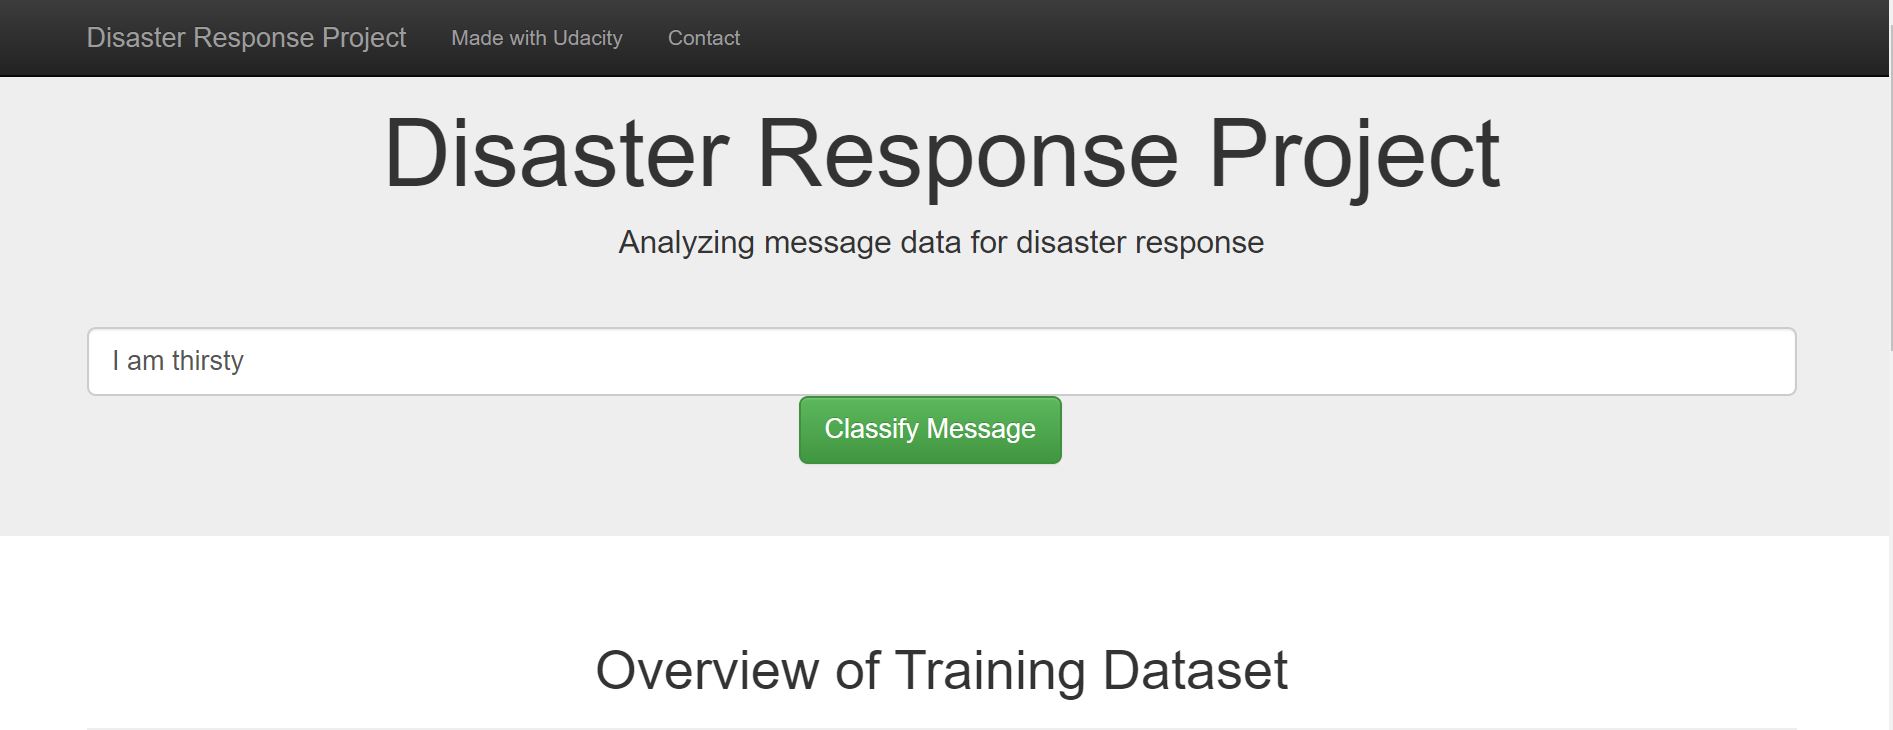 Disaster Response Project Made with Udacity Contact
Disaster Response Project
Analyzing message data for disaster response
I am thirsty
Classify Message
Overview of Training Dataset